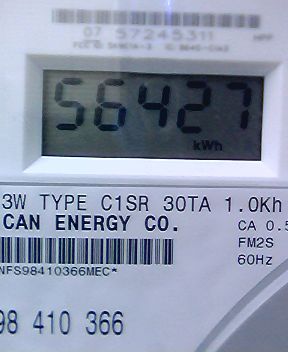 07 57245311
56427
kWh
3W TYPE C1SR 30TA 1.0Kh
CAN ENERGY CO. CA 0.5
FM2S
60Hz
NFS98410366MEC*
98 410 366